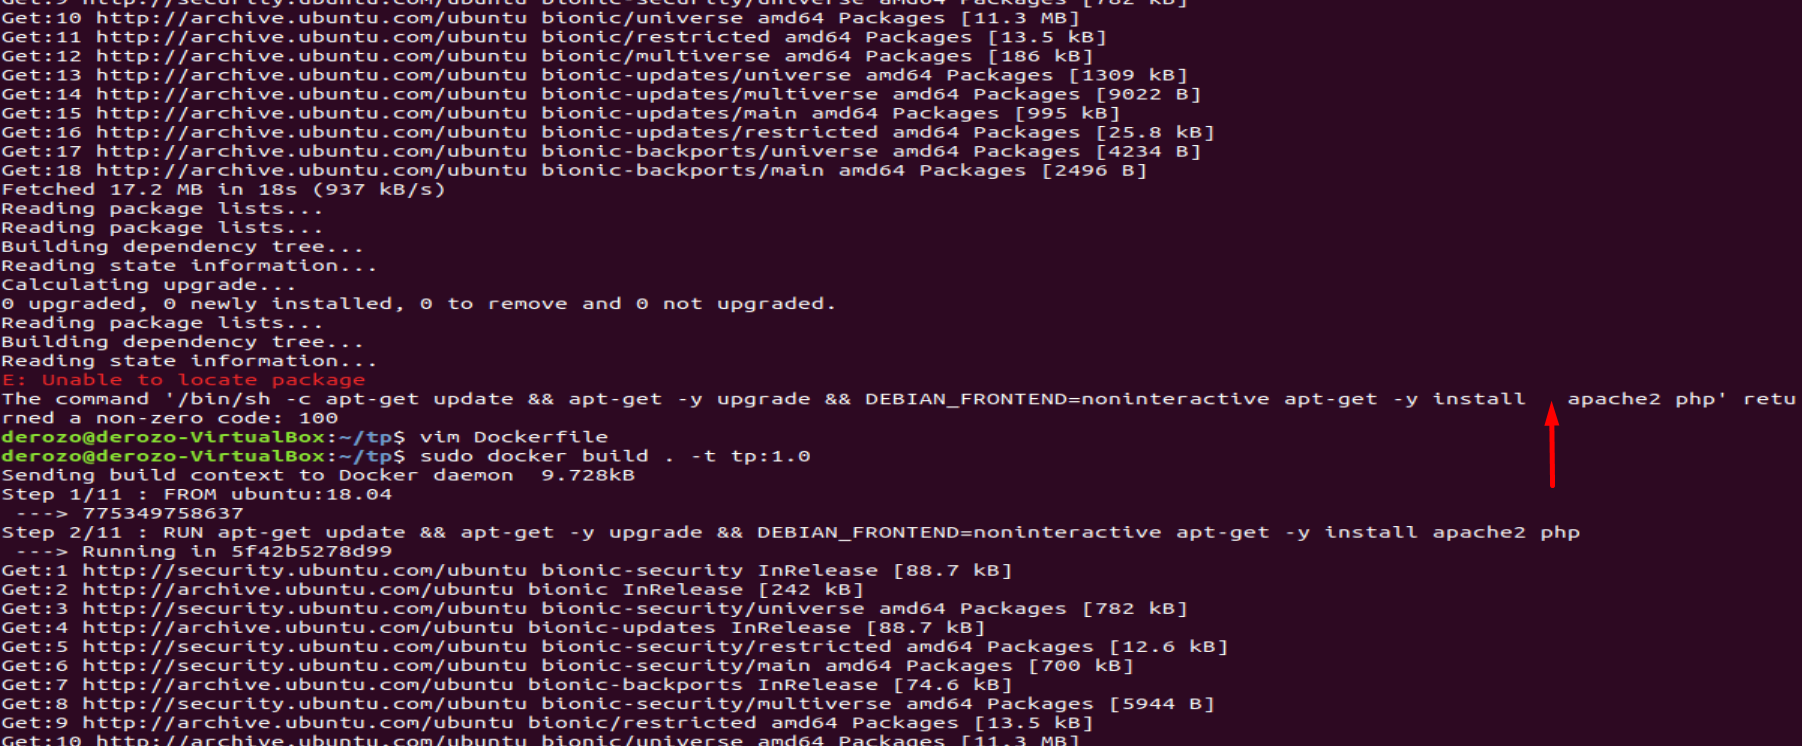 Get:9 http://security.ubuntu.com/ubuntu bionic-security/universe amd64 Packages [782 kB]
Get:10 http://archive.ubuntu.com/ubuntu bionic/universe amd64 Packages [11.3 MB]
Get:11 http://archive.ubuntu.com/ubuntu bionic/restricted amd64 Packages [13.5 kB]
Get:12 http://archive.ubuntu.com/ubuntu bionic/multiverse amd64 Packages [186 kB]
Get:13 http://archive.ubuntu.com/ubuntu bionic-updates/universe amd64 Packages [1309 kB]
Get:14 http://archive.ubuntu.com/ubuntu bionic-updates/multiverse amd64 Packages [9022 B]
Get:15 http://archive.ubuntu.com/ubuntu bionic-updates/main amd64 Packages [995 kB]
Get:16 http://archive.ubuntu.com/ubuntu bionic-updates/restricted amd64 Packages [25.8 kB]
Get:17 http://archive.ubuntu.com/ubuntu bionic-backports/universe amd64 Packages [4234 B]
Get:18 http://archive.ubuntu.com/ubuntu bionic-backports/main amd64 Packages [2496 B]
Fetched 17.2 MB in 18s (937 kB/s)
Reading package lists...
Reading package lists...
Building dependency tree...
Reading state information...
Calculating upgrade...
0 upgraded, 0 newly installed, 0 to remove and 0 not upgraded.
Reading package lists...
Building dependency tree...
Reading state information...
E: Unable to locate package
The command '/bin/sh -c apt-get update && apt-get -y upgrade && DEBIAN_FRONTEND=noninteractive apt-get -y install   apache2 php' retu
rned a non-zero code: 100
derozo@derozo-VirtualBox:~/tp$ vim Dockerfile
derozo@derozo-VirtualBox:~/tp$ sudo docker build . -t tp:1.0
Sending build context to Docker daemon  9.728kB
Step 1/11 : FROM ubuntu:18.04
 ---> 775349758637
Step 2/11 : RUN apt-get update && apt-get -y upgrade && DEBIAN_FRONTEND=noninteractive apt-get -y install apache2 php
 ---> Running in 5f42b5278d99
Get:1 http://security.ubuntu.com/ubuntu bionic-security InRelease [88.7 kB]
Get:2 http://archive.ubuntu.com/ubuntu bionic InRelease [242 kB]
Get:3 http://security.ubuntu.com/ubuntu bionic-security/universe amd64 Packages [782 kB]
Get:4 http://archive.ubuntu.com/ubuntu bionic-updates InRelease [88.7 kB]
Get:5 http://security.ubuntu.com/ubuntu bionic-security/restricted amd64 Packages [12.6 kB]
Get:6 http://security.ubuntu.com/ubuntu bionic-security/main amd64 Packages [700 kB]
Get:7 http://archive.ubuntu.com/ubuntu bionic-backports InRelease [74.6 kB]
Get:8 http://security.ubuntu.com/ubuntu bionic-security/multiverse amd64 Packages [5944 B]
Get:9 http://archive.ubuntu.com/ubuntu bionic/restricted amd64 Packages [13.5 kB]
Get:10 http://archive.ubuntu.com/ubuntu bionic/universe amd64 Packages [11.3 MB]